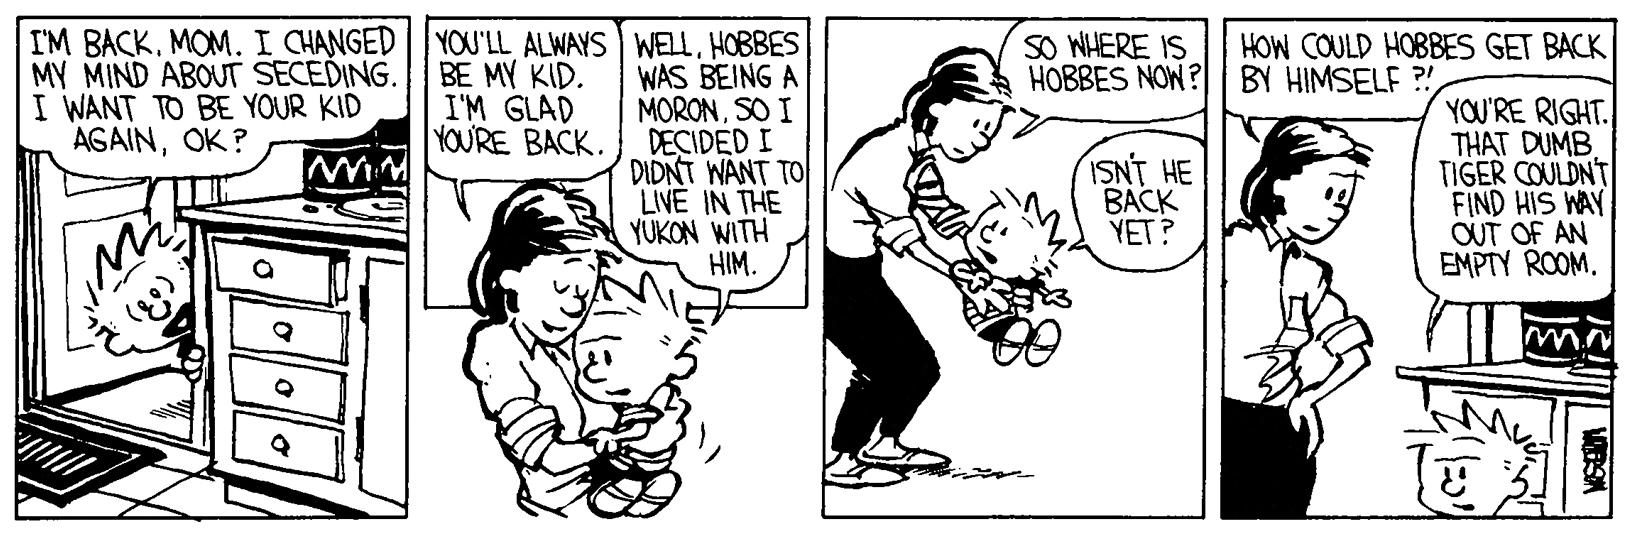 I'M BACK, MOM. I CHANGED
MY MIND ABOUT SECEDING.
I WANT TO BE YOUR KID
AGAIN, OK?
YOU'LL ALWAYS
BE MY KID.
I'M GLAD
YOU'RE BACK.
WELL, HOBBES
WAS BEING A
MORON, SO I
DECIDED I
DIDN'T WANT TO
LIVE IN THE
YUKON WITH
HIM.
SO WHERE IS
HOBBES NOW?
ISN'T HE
BACK
YET?
HOW COULD HOBBES GET BACK
BY HIMSELF?!
YOU'RE RIGHT.
THAT DUMB
TIGER COULDN'T
FIND HIS WAY
OUT OF AN
EMPTY ROOM.
WATTERSON